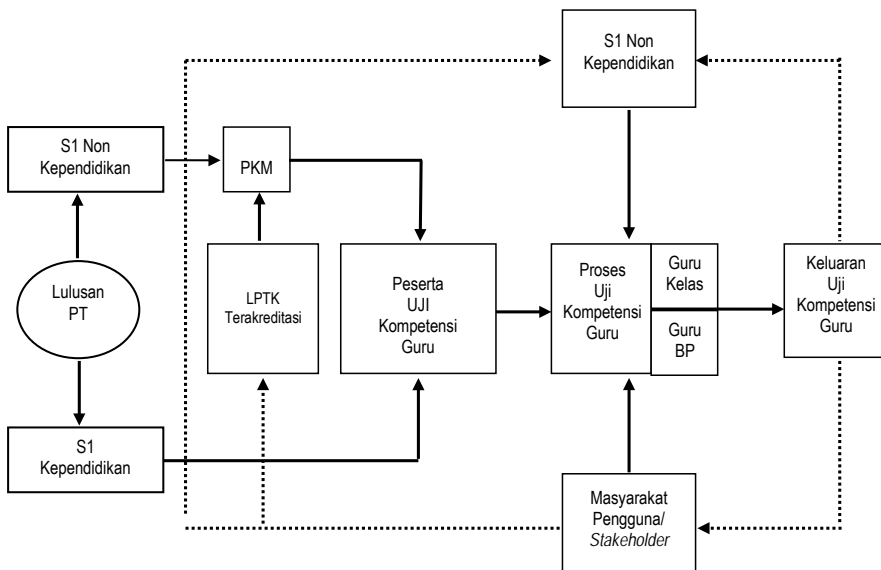 S1 Non
Kependidikan
S1 Non
Kependidikan
PKM
Lulusan
PT
LPTK
Terakreditasi
Peserta
UJI
Kompetensi
Guru
Proses
Uji
Kompetensi
Guru
Guru
Kelas
Guru
BP
Keluaran
Uji
Kompetensi
Guru
S1
Kependidikan
Masyarakat
Pengguna/
Stakeholder